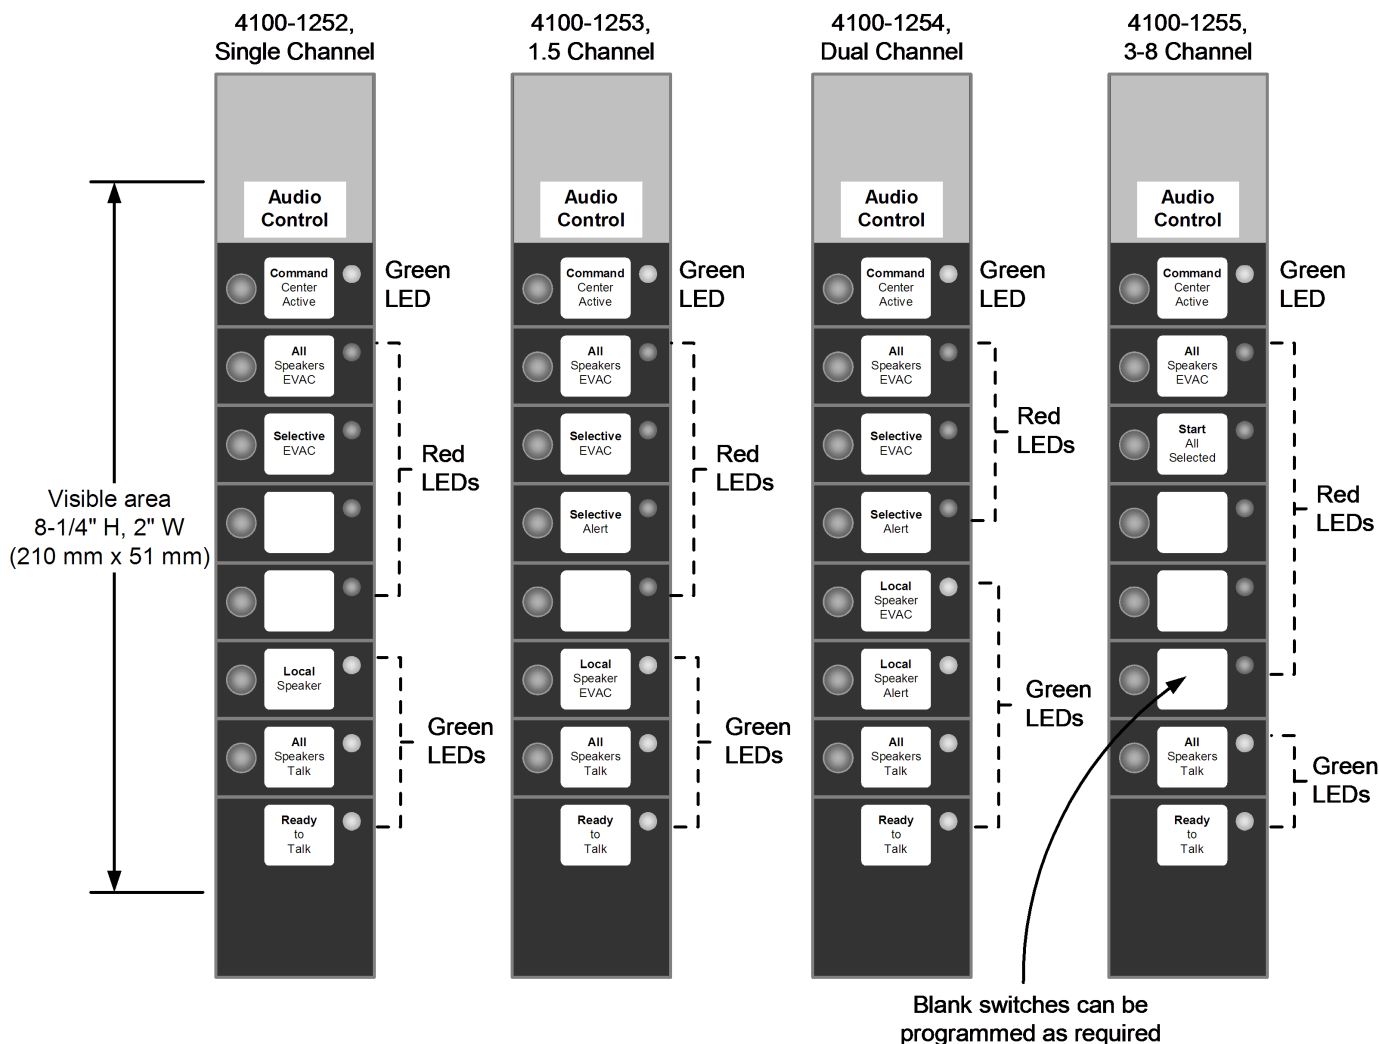 4100-1252,
Single Channel
4100-1253,
1.5 Channel
4100-1254,
Dual Channel
4100-1255,
3-8 Channel
Visible area
8-1/4" H, 2" W
(210 mm x 51 mm)
Audio
Control
Command
Center
Active
Green
LED
All
Speakers
EVAC
Selective
EVAC
Red
LEDs
Local
Speaker
All
Speakers
Talk
Green
LEDs
Ready
to
Talk
Audio
Control
Command
Center
Active
Green
LED
All
Speakers
EVAC
Selective
EVAC
Red
LEDs
Selective
Alert
Local
Speaker
EVAC
All
Speakers
Talk
Green
LEDs
Ready
to
Talk
Audio
Control
Command
Center
Active
Green
LED
All
Speakers
EVAC
Selective
EVAC
Red
LEDs
Selective
Alert
Local
Speaker
EVAC
Local
Speaker
Alert
Green
LEDs
All
Speakers
Talk
Ready
to
Talk
Audio
Control
Command
Center
Active
Green
LED
All
Speakers
EVAC
Start
All
Selected
Red
LEDs
All
Speakers
Talk
Green
LEDs
Ready
to
Talk
Blank switches can be
programmed as required